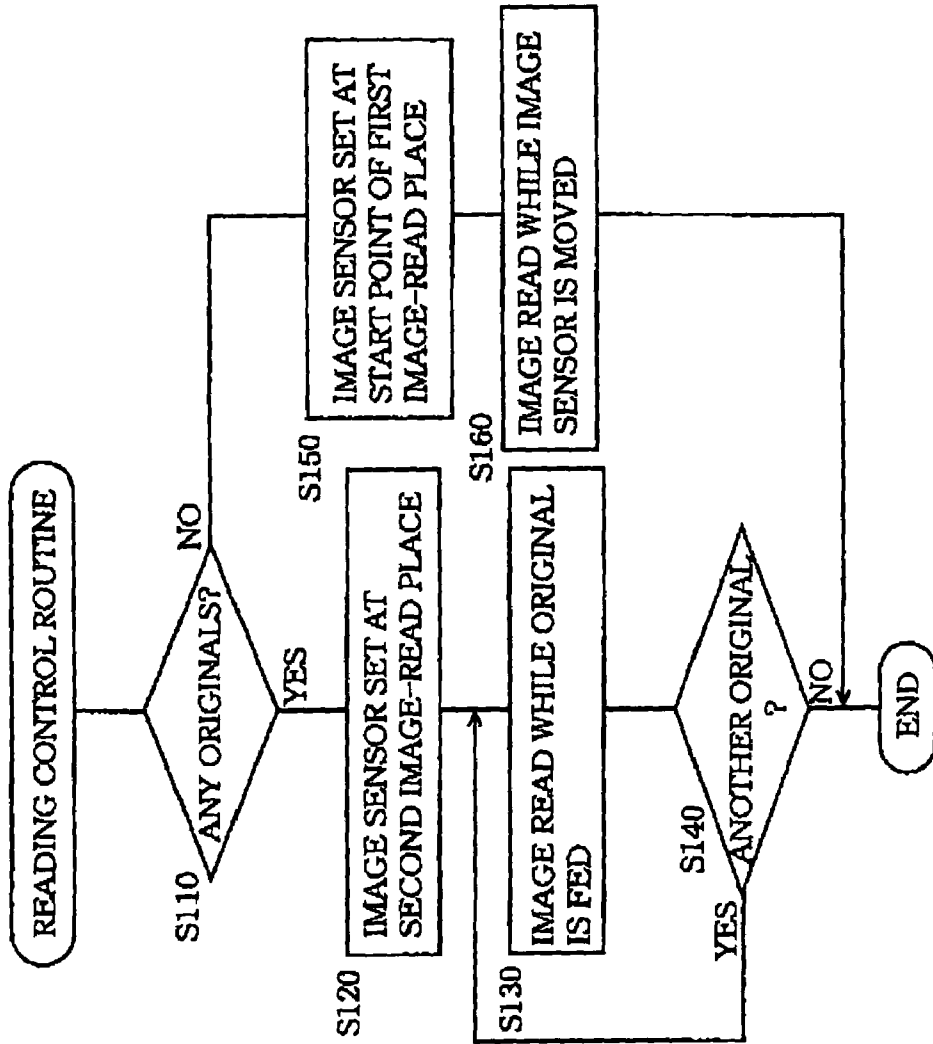 READING CONTROL ROUTINE
S110
ANY ORIGINALS?
NO
YES
S120
IMAGE SENSOR SET AT
SECOND IMAGE-READ PLACE
S150
IMAGE SENSOR SET AT
START POINT OF FIRST
IMAGE-READ PLACE
S130
IMAGE READ WHILE ORIGINAL
IS FED
S160
IMAGE READ WHILE IMAGE
SENSOR IS MOVED
S140
ANOTHER ORIGINAL
?
YES
NO
END